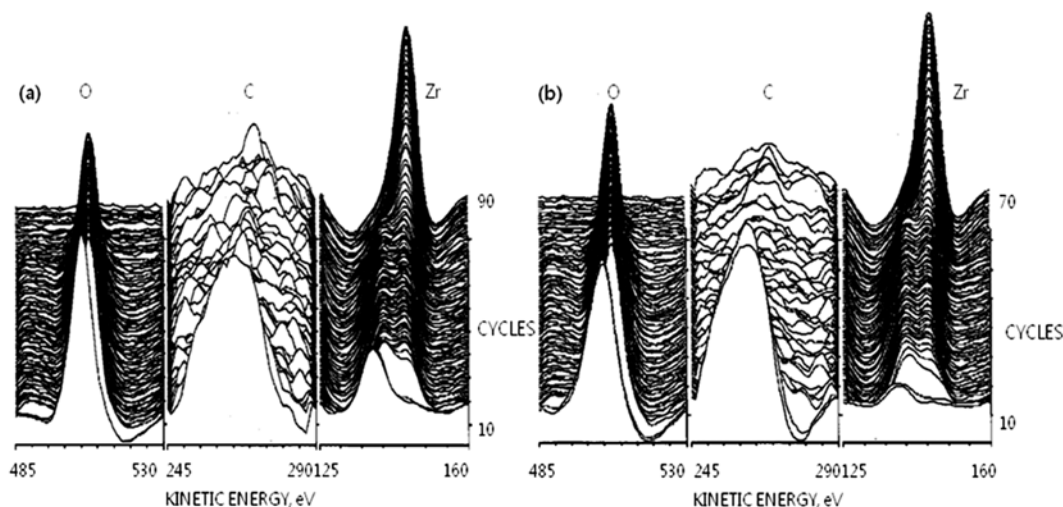 (a) O C Zr
90
CYCLES
10
485 530 245 290 125 160
KINETIC ENERGY, eV
(b) O C Zr
70
CYCLES
10
485 530 245 290 125 160
KINETIC ENERGY, eV